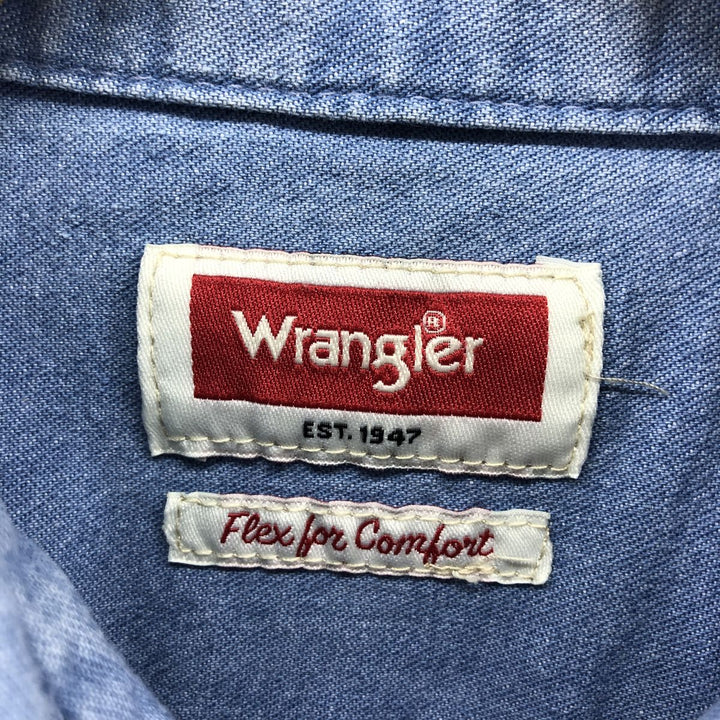 Wrangler®
EST. 1947
Flex for Comfort